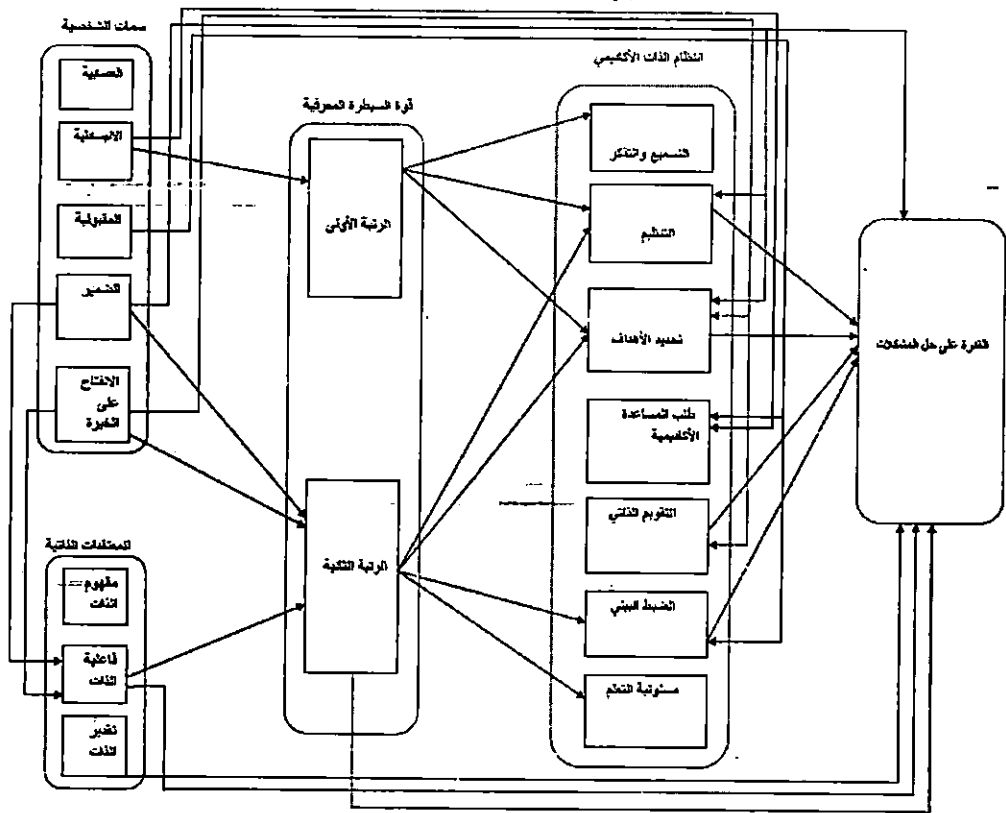 سمات الشخصية
العصابية
الانبساطية
المقبولية
الضمير
الانفتاح
على
الخبرة
المعتقدات الذاتية
مفهوم
الذات
فاعلية
الذات
تقدير
الذات
قوة السيطرة المعرفية
الرتبة الأولى
الرتبة الثانية
انتظام الذات الأكاديمي
التسميع والتذكر
التنظيم
تحديد الأهداف
طلب المساعدة
الأكاديمية
التقويم الذاتي
الضبط البيئي
مسئولية التعلم
القدرة على حل المشكلات